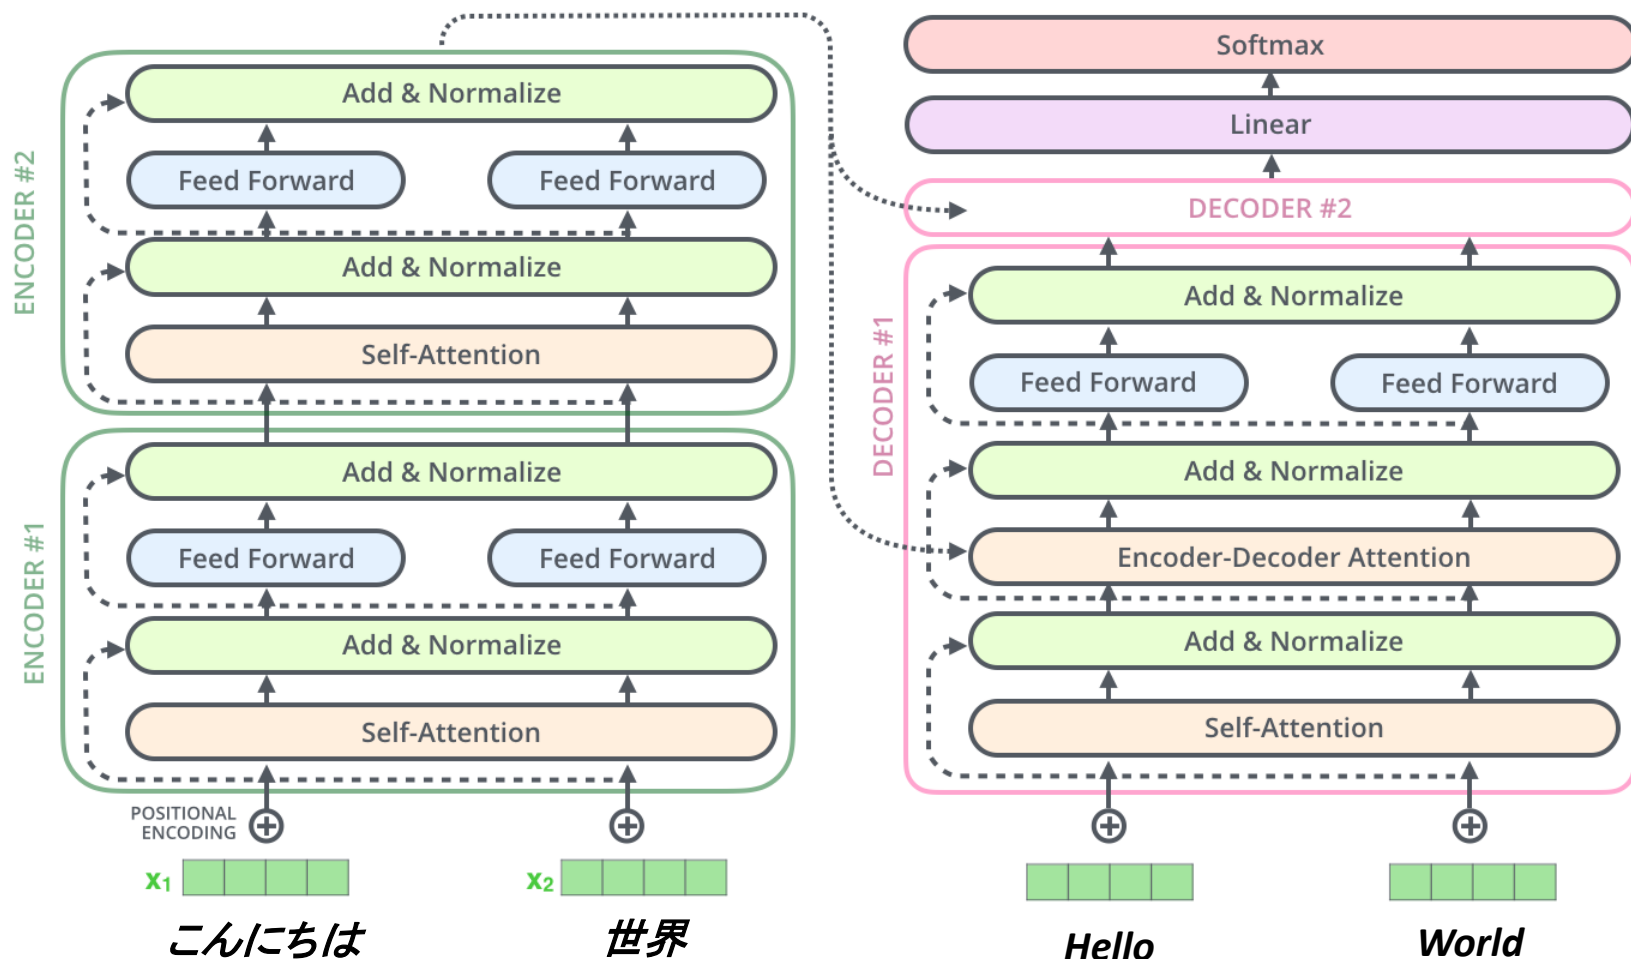 ENCODER #2
Add & Normalize
Feed Forward
Feed Forward
Add & Normalize
Self-Attention
ENCODER #1
Add & Normalize
Feed Forward
Feed Forward
Add & Normalize
Self-Attention
POSITIONAL
ENCODING
x1
x2
こんにちは
世界
Softmax
Linear
DECODER #2
DECODER #1
Add & Normalize
Feed Forward
Feed Forward
Add & Normalize
Encoder-Decoder Attention
Add & Normalize
Self-Attention
Hello
World